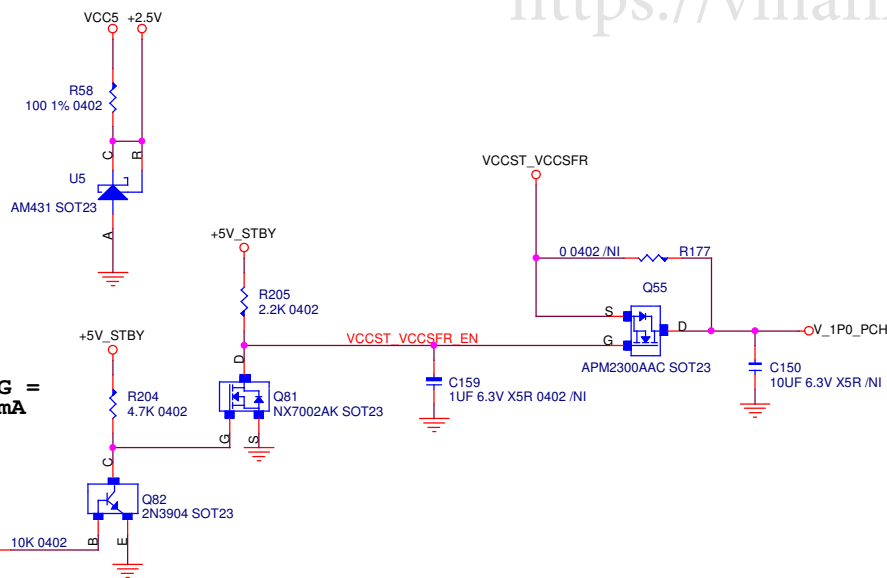 VCC5 +2.5V
R58
100 1% 0402
C
R
U5
AM431 SOT23
A
VCCST_VCCSFR
0 0402 /NI
R177
Q55
S
G
D
APM2300AAC SOT23
V_1P0_PCH
C150
10UF 6.3V X5R /NI
+5V_STBY
R205
2.2K 0402
VCCST_VCCSFR_EN
C159
1UF 6.3V X5R 0402 /NI
D
Q81
NX7002AK SOT23
G
S
+5V_STBY
R204
4.7K 0402
G =
mA
C
Q82
2N3904 SOT23
10K 0402
B
E